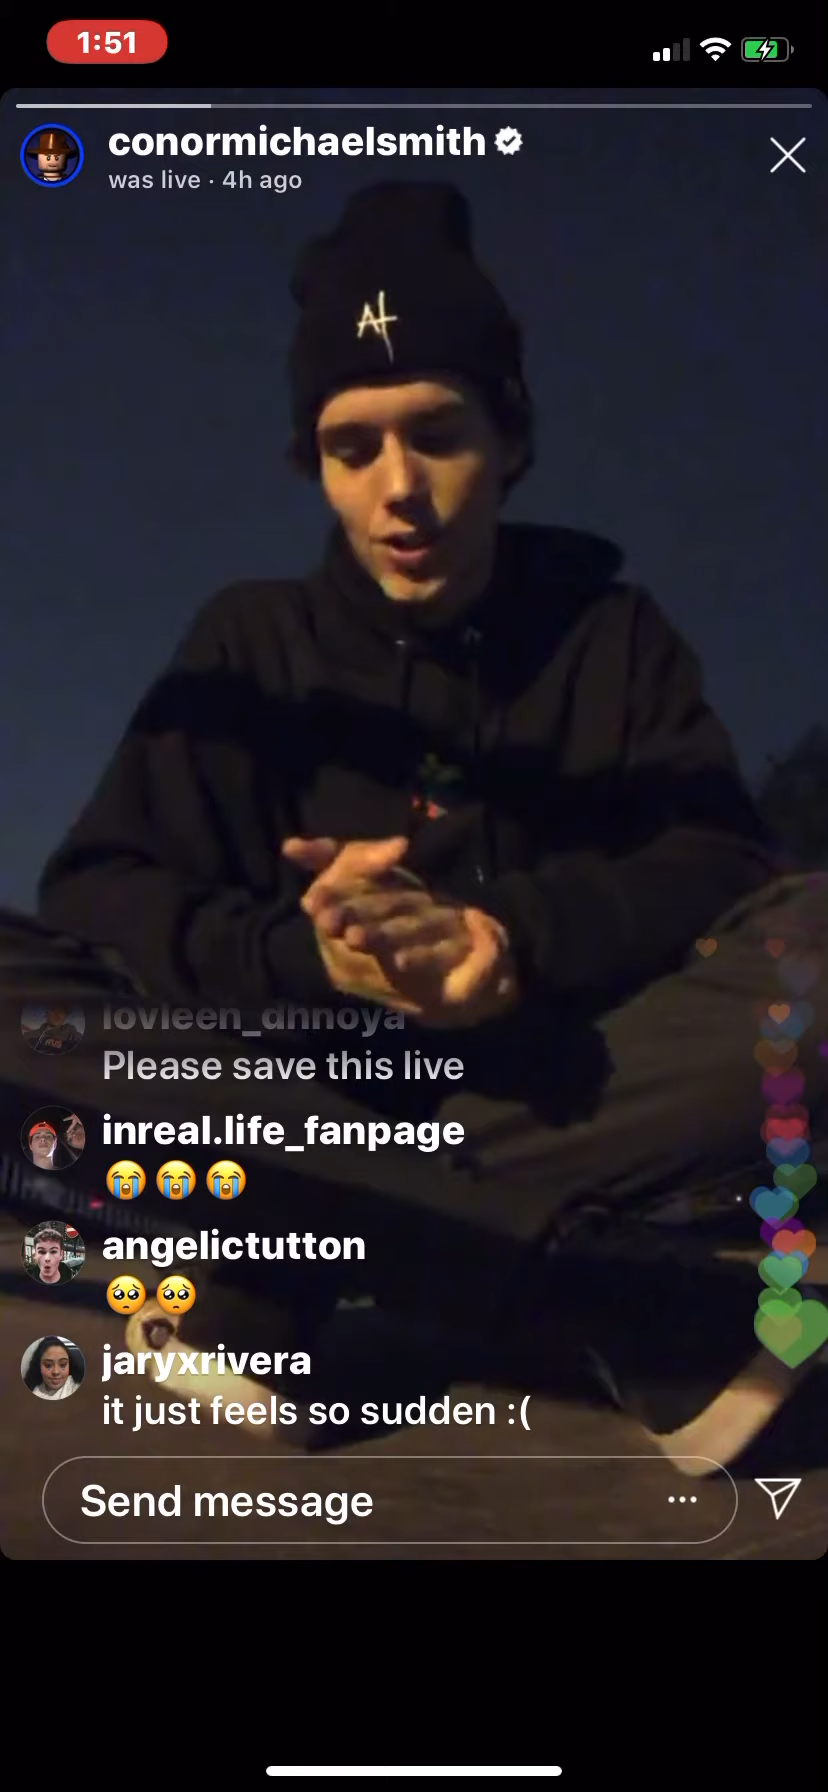 1:51
conormichaelsmith
was live · 4h ago
lovleen_dhnoya
Please save this live
inreal.life_fanpage
😭😭😭
angelictutton
🥺🥺
jaryxrivera
it just feels so sudden :(
Send message